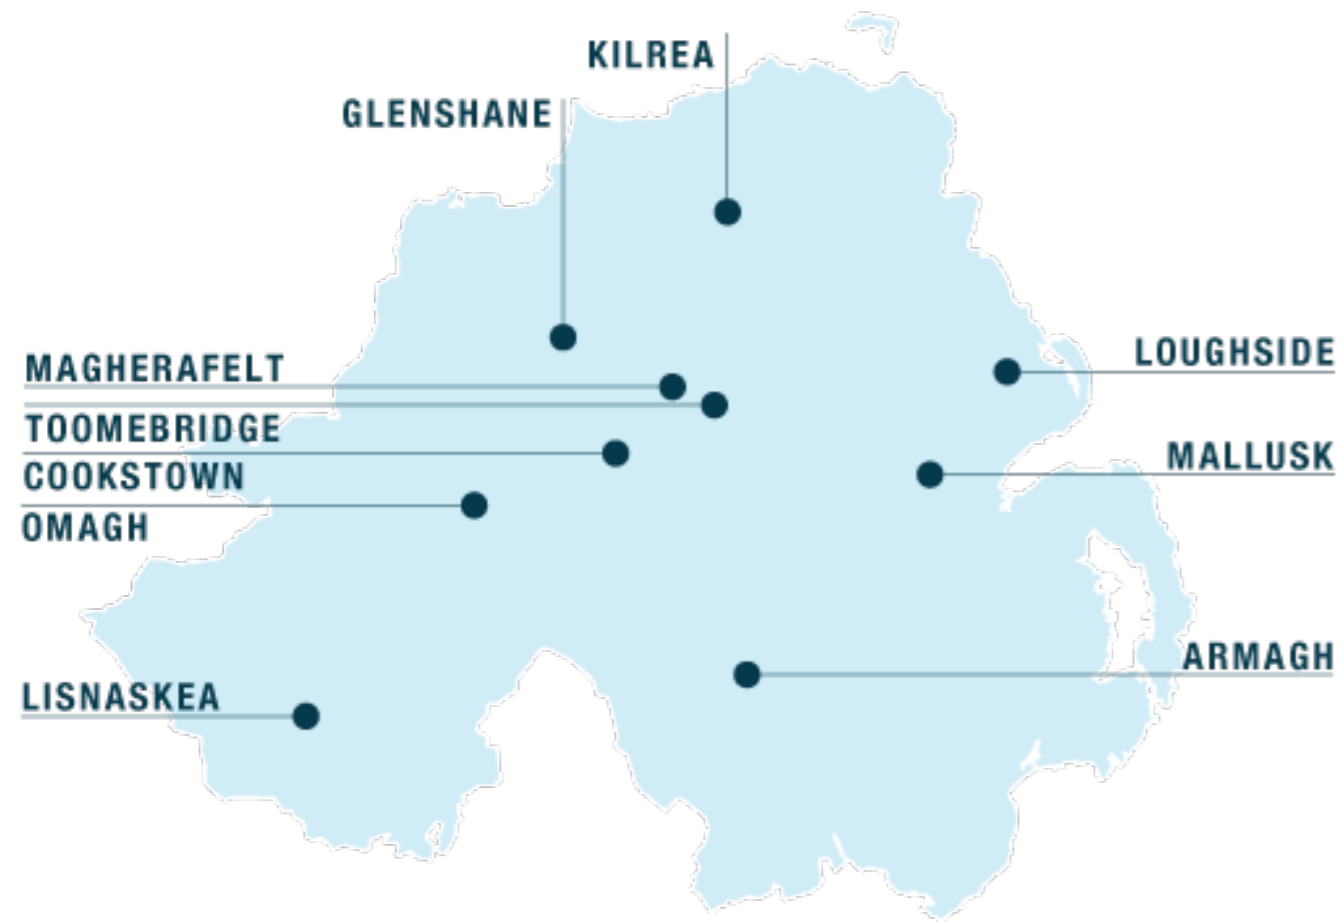 KILREA
GLENSHANE
MAGHERAFELT
LOUGHSIDE
TOOMEBRIDGE
MALLUSK
COOKSTOWN
OMAGH
ARMAGH
LISNASKEA